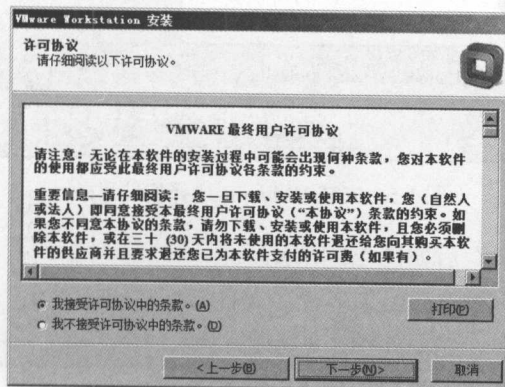 VMware Workstation 安装
许可协议
请仔细阅读以下许可协议。
VMWARE 最终用户许可协议
请注意：无论在本软件的安装过程中可能会出现何种条款，您对本软件
的使用都应受此最终用户许可协议各条款的约束。
重要信息—请仔细阅读： 您一旦下载、安装或使用本软件，您（自然人
或法人）即同意接受本最终用户许可协议（“本协议”）条款的约束。如
果您不同意本协议的条款，请勿下载、安装或使用本软件，且您必须删
除本软件，或在三十 (30) 天内将未使用的本软件退还给您向其购买本软
件的供应商并且要求退还您已为本软件支付的许可费（如果有）。
我接受许可协议中的条款。(A)
我不接受许可协议中的条款。(D)
打印(P)
<上一步(B)
下一步(N)>
取消